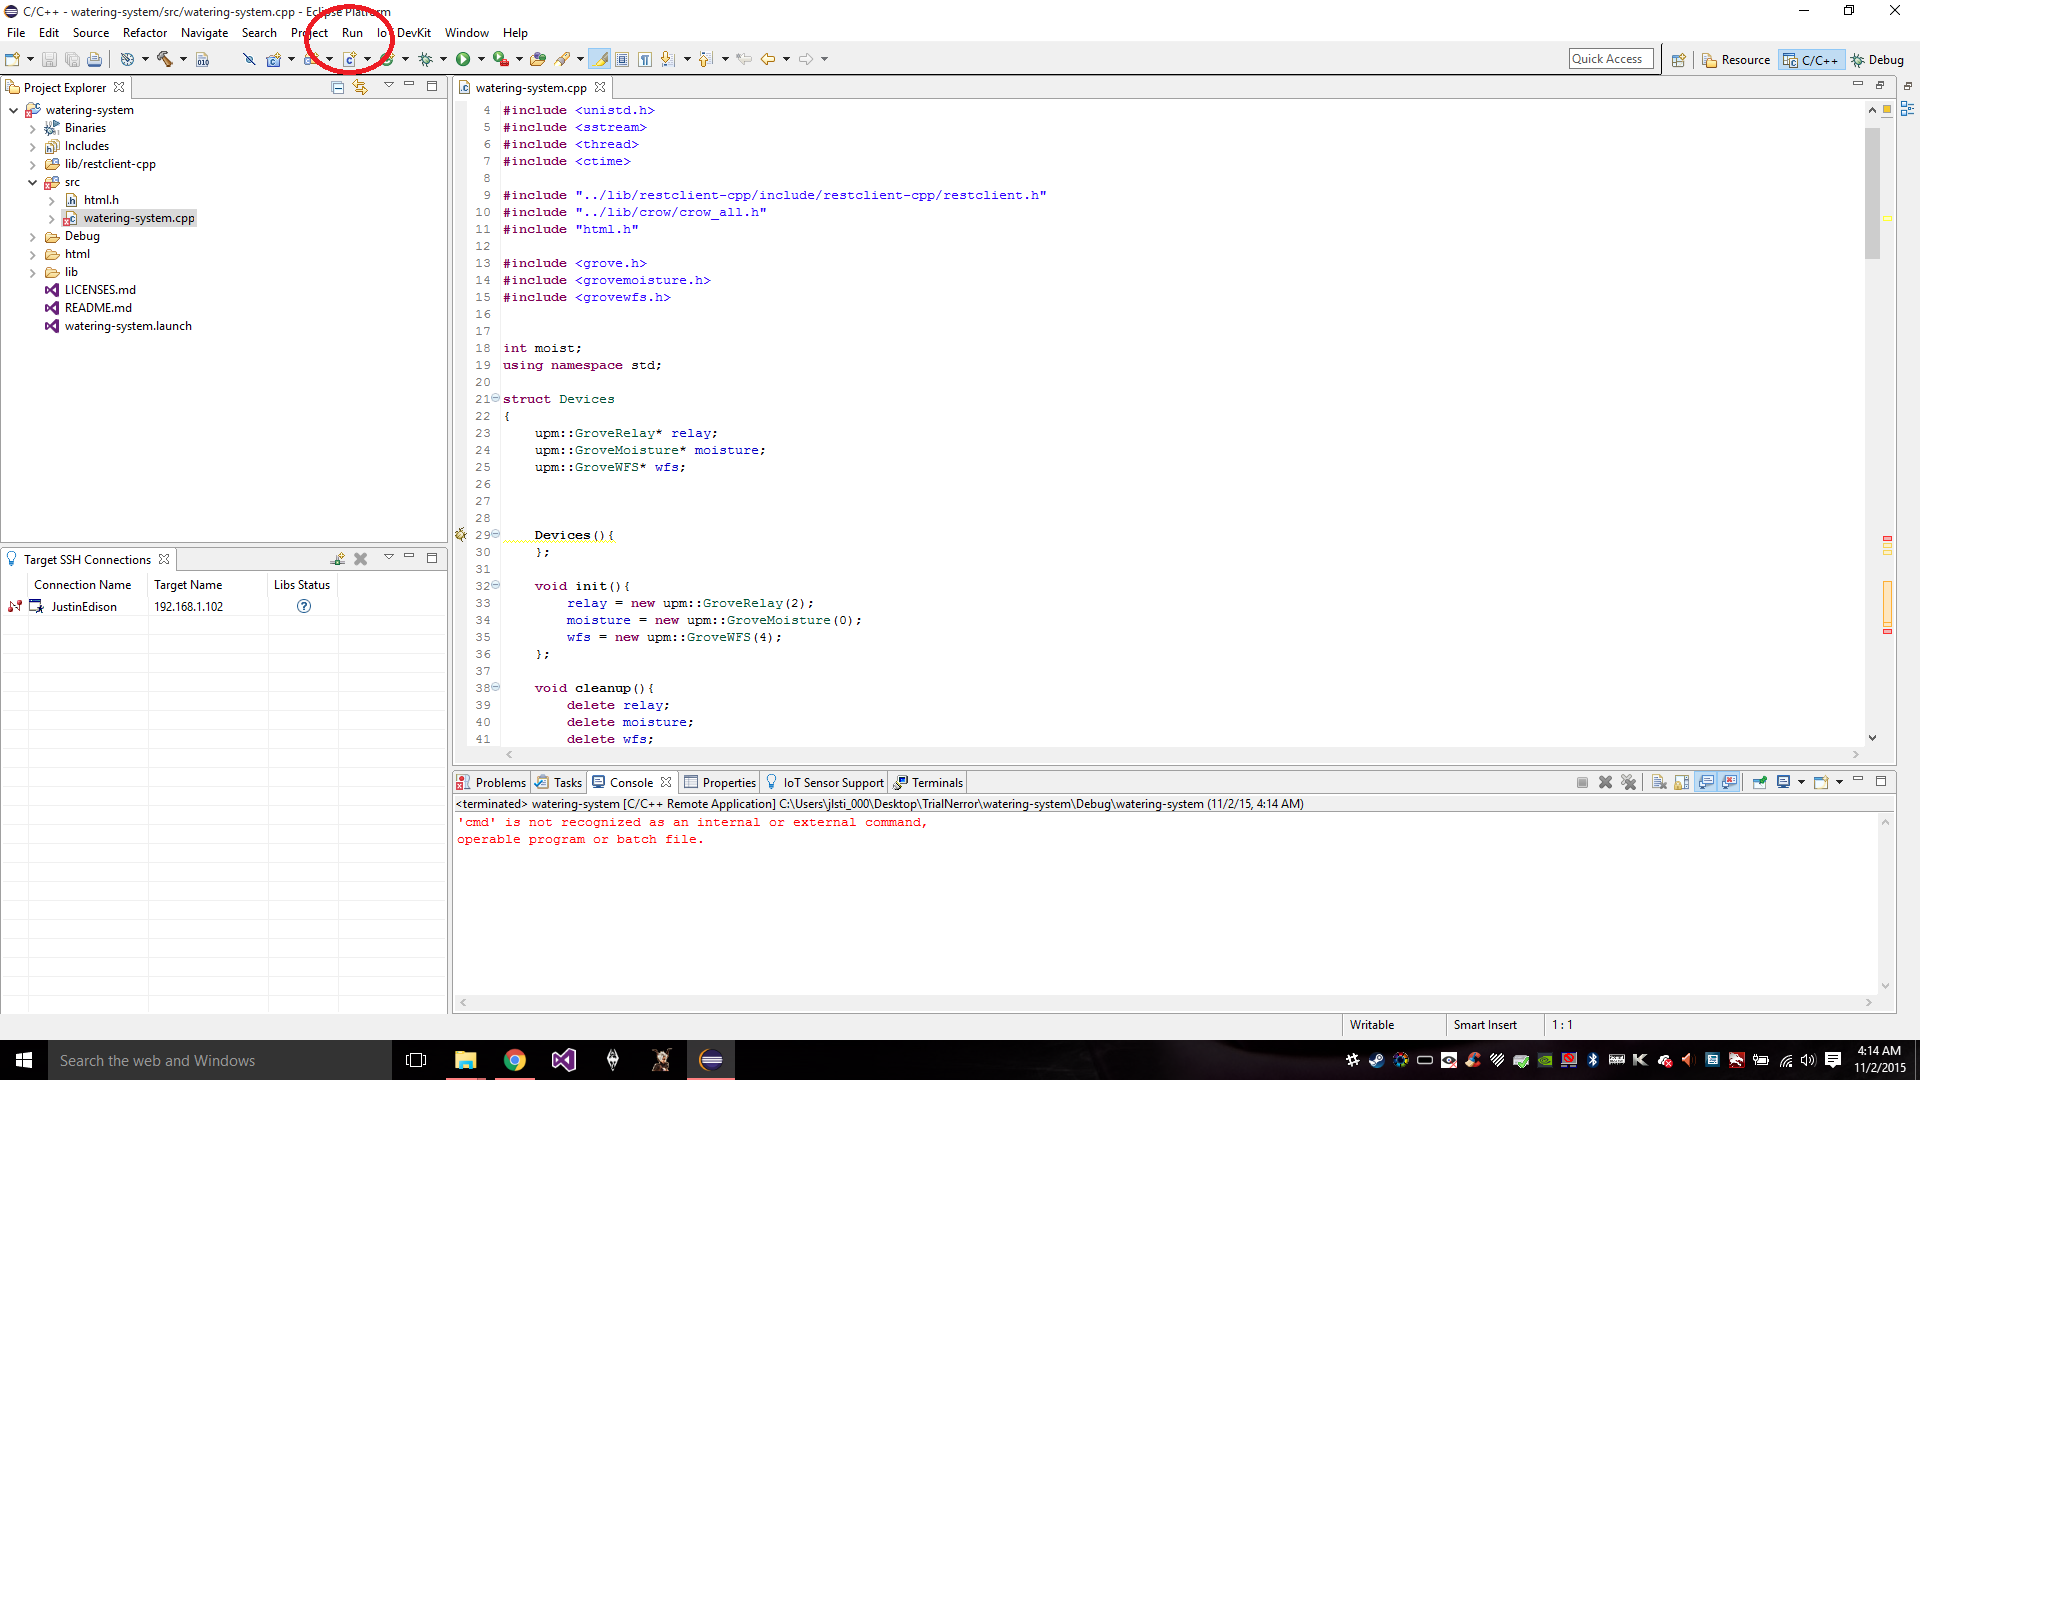 C/C++ - watering-system/src/watering-system.cpp - Eclipse Platform
File Edit Source Refactor Navigate Search Project Run IoT DevKit Window Help
Quick Access Resource C/C++ Debug
Project Explorer
watering-system
Binaries
Includes
lib/restclient-cpp
src
html.h
watering-system.cpp
Debug
html
lib
LICENSES.md
README.md
watering-system.launch
Target SSH Connections
Connection Name Target Name Libs Status
JustinEdison 192.168.1.102
watering-system.cpp
4 #include <unistd.h>
5 #include <sstream>
6 #include <thread>
7 #include <ctime>
8
9 #include "../lib/restclient-cpp/include/restclient-cpp/restclient.h"
10 #include "../lib/crow/crow_all.h"
11 #include "html.h"
12
13 #include <grove.h>
14 #include <grovemoisture.h>
15 #include <grovewfs.h>
16
17
18 int moist;
19 using namespace std;
20
21 struct Devices
22 {
23 upm::GroveRelay* relay;
24 upm::GroveMoisture* moisture;
25 upm::GroveWFS* wfs;
26
27
28
29 Devices(){
30 };
31
32 void init(){
33 relay = new upm::GroveRelay(2);
34 moisture = new upm::GroveMoisture(0);
35 wfs = new upm::GroveWFS(4);
36 };
37
38 void cleanup(){
39 delete relay;
40 delete moisture;
41 delete wfs;
Problems Tasks Console Properties IoT Sensor Support Terminals
<terminated> watering-system [C/C++ Remote Application] C:\Users\jlsti_000\Desktop\TrialNerror\watering-system\Debug\watering-system (11/2/15, 4:14 AM)
'cmd' is not recognized as an internal or external command,
operable program or batch file.
Writable Smart Insert 1 : 1
Search the web and Windows
4:14 AM
11/2/2015